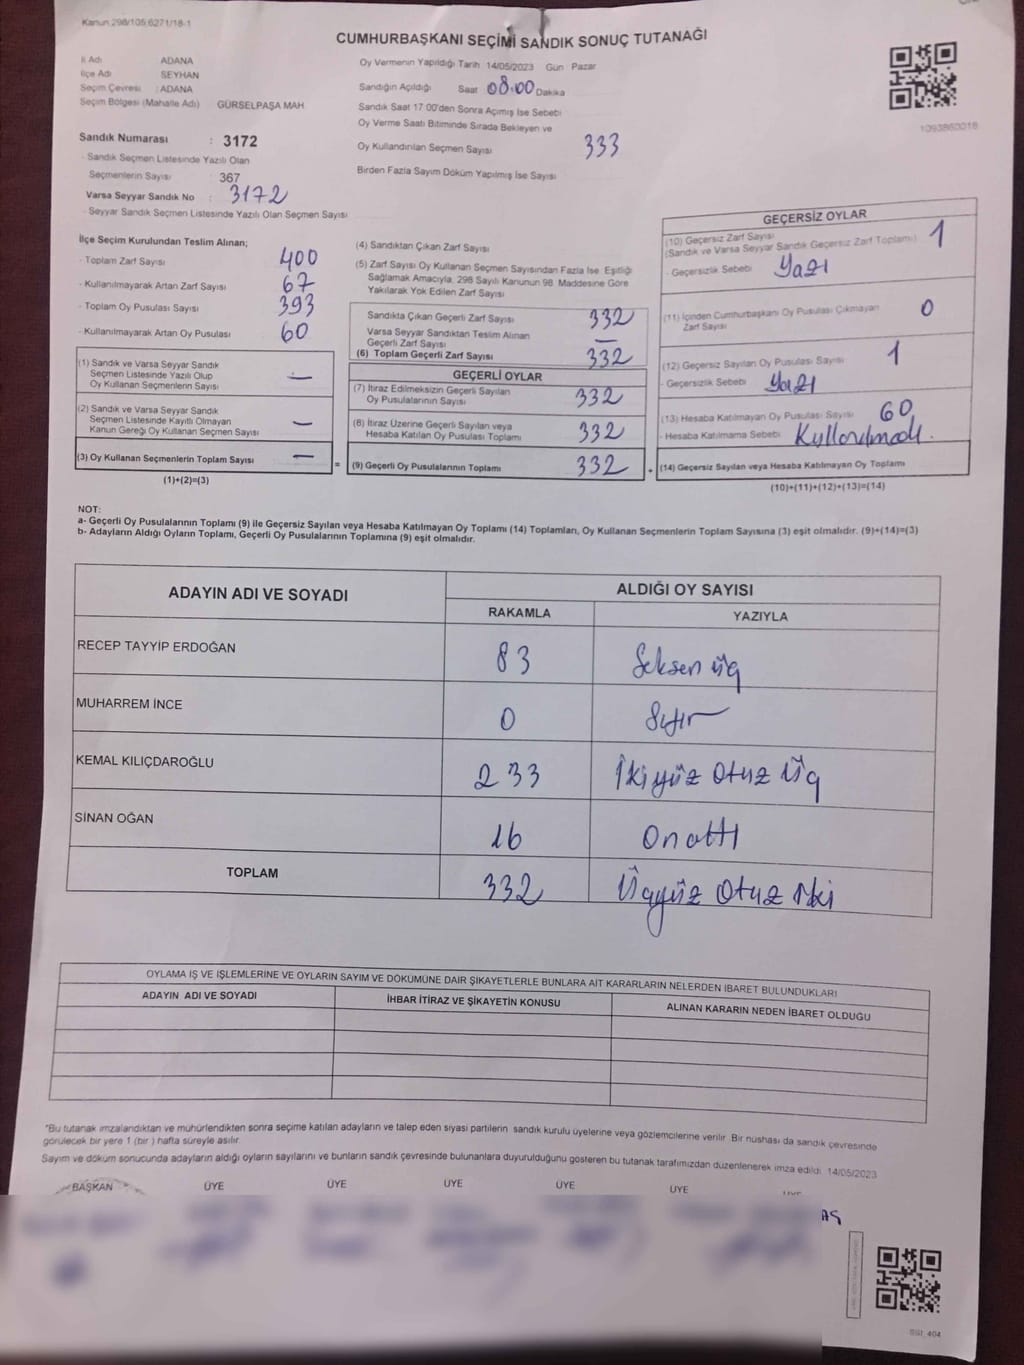 Kanun 298/105,6271/18-1
CUMHURBAŞKANI SEÇİMİ SANDIK SONUÇ TUTANAĞI
İl Adı ADANA
İlçe Adı SEYHAN
Seçim Çevresi : ADANA
Seçim Bölgesi (Mahalle Adı) GÜRSELPAŞA MAH
Oy Vermenin Yapıldığı Tarih 14/05/2023 Gün Pazar
Sandığın Açıldığı Saat 08:00 Dakika
Sandık Saat 17 00'den Sonra Açımış İse Sebebi
Oy Verme Saati Bitiminde Sırada Bekleyen ve
Oy Kullandırılan Seçmen Sayısı 333
Birden Fazla Sayım Döküm Yapılmış İse Sayısı
1093860018
Sandık Numarası : 3172
- Sandık Seçmen Listesinde Yazılı Olan
Seçmenlerin Sayısı : 367
Varsa Seyyar Sandık No : 3172
- Seyyar Sandık Seçmen Listesinde Yazılı Olan Seçmen Sayısı
İlçe Seçim Kurulundan Teslim Alınan;
- Toplam Zarf Sayısı 400
- Kullanılmayarak Artan Zarf Sayısı 67
- Toplam Oy Pusulası Sayısı 393
- Kullanılmayarak Artan Oy Pusulası 60
(1) Sandık ve Varsa Seyyar Sandık
Seçmen Listesinde Yazılı Olup
Oy Kullanan Seçmenlerin Sayısı —
(2) Sandık ve Varsa Seyyar Sandık
Seçmen Listesinde Kayıtlı Olmayan
Kanun Gereği Oy Kullanan Seçmen Sayısı —
(3) Oy Kullanan Seçmenlerin Toplam Sayısı —
(1)+(2)=(3)
(4) Sandıktan Çıkan Zarf Sayısı
(5) Zarf Sayısı Oy Kullanan Seçmen Sayısından Fazla İse Eşitliği
Sağlamak Amacıyla, 298 Sayılı Kanunun 98. Maddesine Göre
Yakılarak Yok Edilen Zarf Sayısı
Sandıkta Çıkan Geçerli Zarf Sayısı 332
Varsa Seyyar Sandıktan Teslim Alınan
Geçerli Zarf Sayısı —
(6) Toplam Geçerli Zarf Sayısı 332
GEÇERLİ OYLAR
(7) İtiraz Edilmeksizin Geçerli Sayılan
Oy Pusulalarının Sayısı 332
(8) İtiraz Üzerine Geçerli Sayılan veya
Hesaba Katılan Oy Pusulası Toplamı 332
= (9) Geçerli Oy Pusulalarının Toplamı 332
GEÇERSİZ OYLAR
(10) Geçersiz Zarf Sayısı
(Sandık ve Varsa Seyyar Sandık Geçersiz Zarf Toplamı) 1
- Geçersizlik Sebebi Yazı
(11) İçinden Cumhurbaşkanı Oy Pusulası Çıkmayan
Zarf Sayısı 0
(12) Geçersiz Sayılan Oy Pusulası Sayısı 1
- Geçersizlik Sebebi Yazı
(13) Hesaba Katılmayan Oy Pusulası Sayısı 60
- Hesaba Katılmama Sebebi Kullanılmadı.
+ (14) Geçersiz Sayılan veya Hesaba Katılmayan Oy Toplamı
(10)+(11)+(12)+(13)=(14)
NOT:
a- Geçerli Oy Pusulalarının Toplamı (9) ile Geçersiz Sayılan veya Hesaba Katılmayan Oy Toplamı (14) Toplamları, Oy Kullanan Seçmenlerin Toplam Sayısına (3) eşit olmalıdır. (9)+(14)=(3)
b- Adayların Aldığı Oyların Toplamı, Geçerli Oy Pusulalarının Toplamına (9) eşit olmalıdır.
ADAYIN ADI VE SOYADI ALDIĞI OY SAYISI
RAKAMLA YAZIYLA
RECEP TAYYİP ERDOĞAN 83 Seksen üç
MUHARREM İNCE 0 Sıfır
KEMAL KILIÇDAROĞLU 233 İkiyüz Otuz Üç
SİNAN OĞAN 16 Onaltı
TOPLAM 332 Üçyüz Otuz İki
OYLAMA İŞ VE İŞLEMLERİNE VE OYLARIN SAYIM VE DÖKÜMÜNE DAİR ŞİKAYETLERLE BUNLARA AİT KARARLARIN NELERDEN İBARET BULUNDUKLARI
ADAYIN ADI VE SOYADI İHBAR İTİRAZ VE ŞİKAYETİN KONUSU ALINAN KARARIN NEDEN İBARET OLDUĞU
*Bu tutanak imzalandıktan ve mühürlendikten sonra seçime katılan adayların ve talep eden siyasi partilerin sandık kurulu üyelerine veya gözlemcilerine verilir. Bir nüshası da sandık çevresinde
görülecek bir yere 1 (bir ) hafta süreyle asılır.
Sayım ve döküm sonucunda adayların aldığı oyların sayılarını ve bunların sandık çevresinde bulunanlara duyurulduğunu gösteren bu tutanak tarafımızdan düzenlenerek imza edildi. 14/05/2023
BAŞKAN ÜYE ÜYE ÜYE ÜYE ÜYE
AŞ
SSI_404